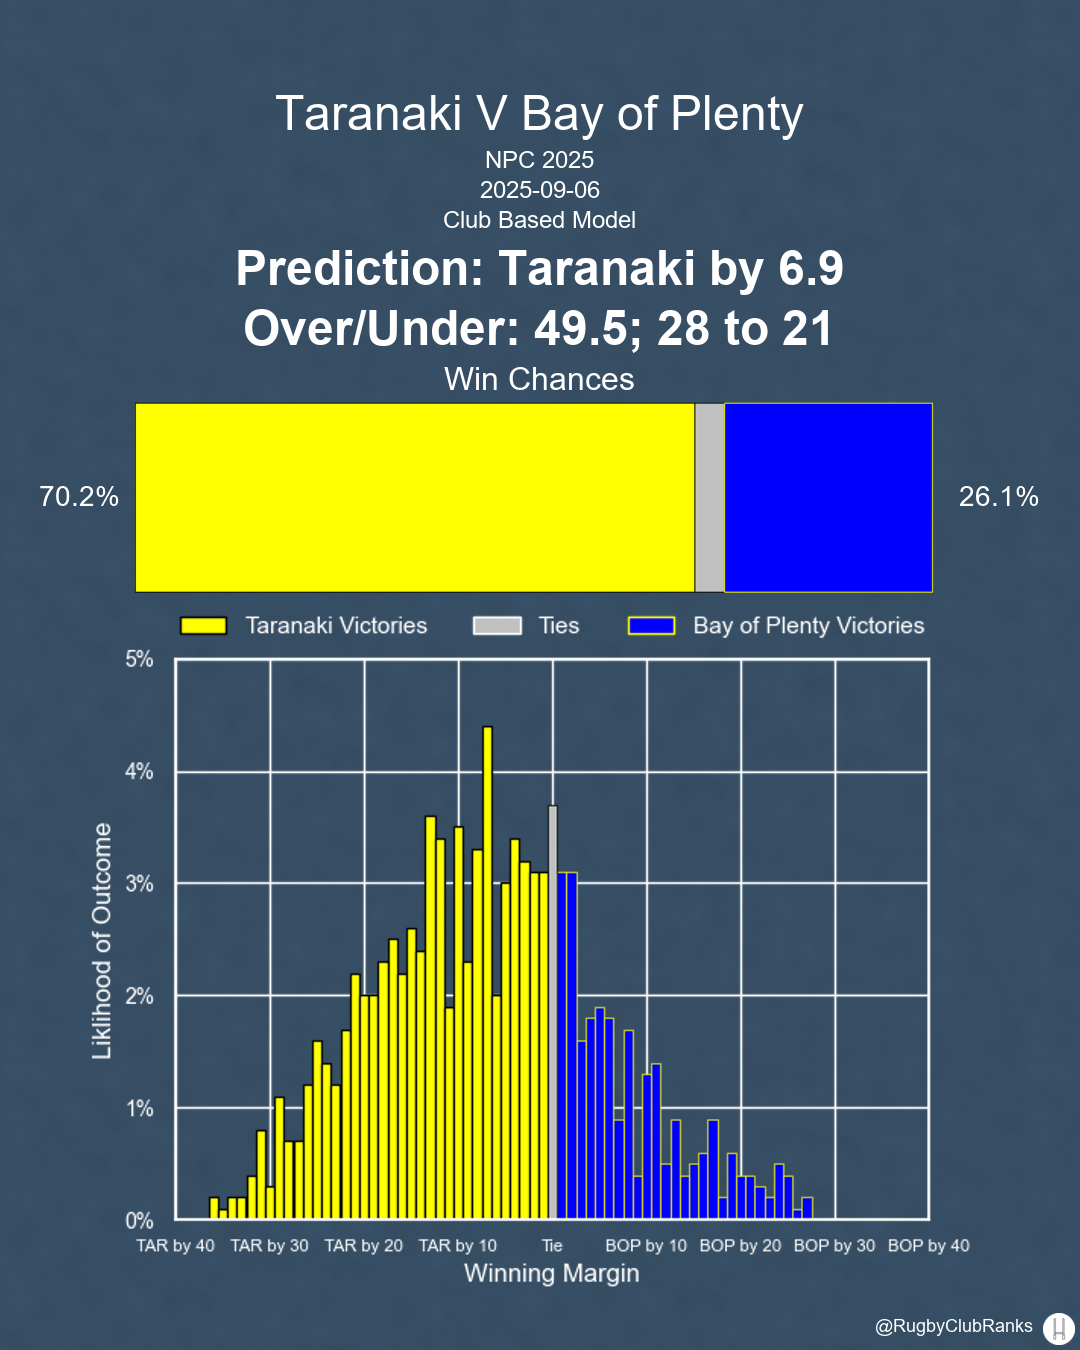 Taranaki V Bay of Plenty
NPC 2025
2025-09-06
Club Based Model
Prediction: Taranaki by 6.9
Over/Under: 49.5; 28 to 21
Win Chances
70.2%
26.1%
Taranaki Victories
Ties
Bay of Plenty Victories
5%
4%
3%
2%
1%
0%
Liklihood of Outcome
TAR by 40
TAR by 30
TAR by 20
TAR by 10
Tie
BOP by 10
BOP by 20
BOP by 30
BOP by 40
Winning Margin
@RugbyClubRanks